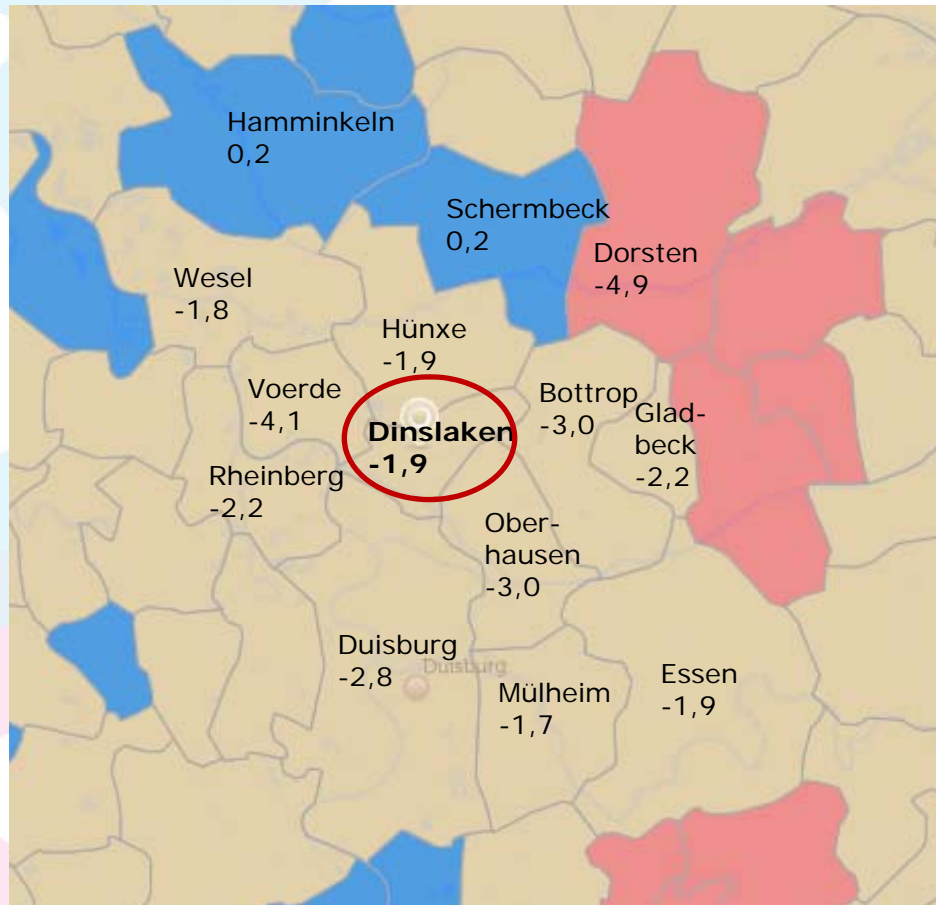 Hamminkeln
0,2
Schermbeck
0,2
Dorsten
-4,9
Wesel
-1,8
Hünxe
-1,9
Voerde
-4,1
Bottrop
-3,0
Glad-
beck
-2,2
Dinslaken
-1,9
Rheinberg
-2,2
Ober-
hausen
-3,0
Duisburg
-2,8
Duisburg
Mülheim
-1,7
Essen
-1,9